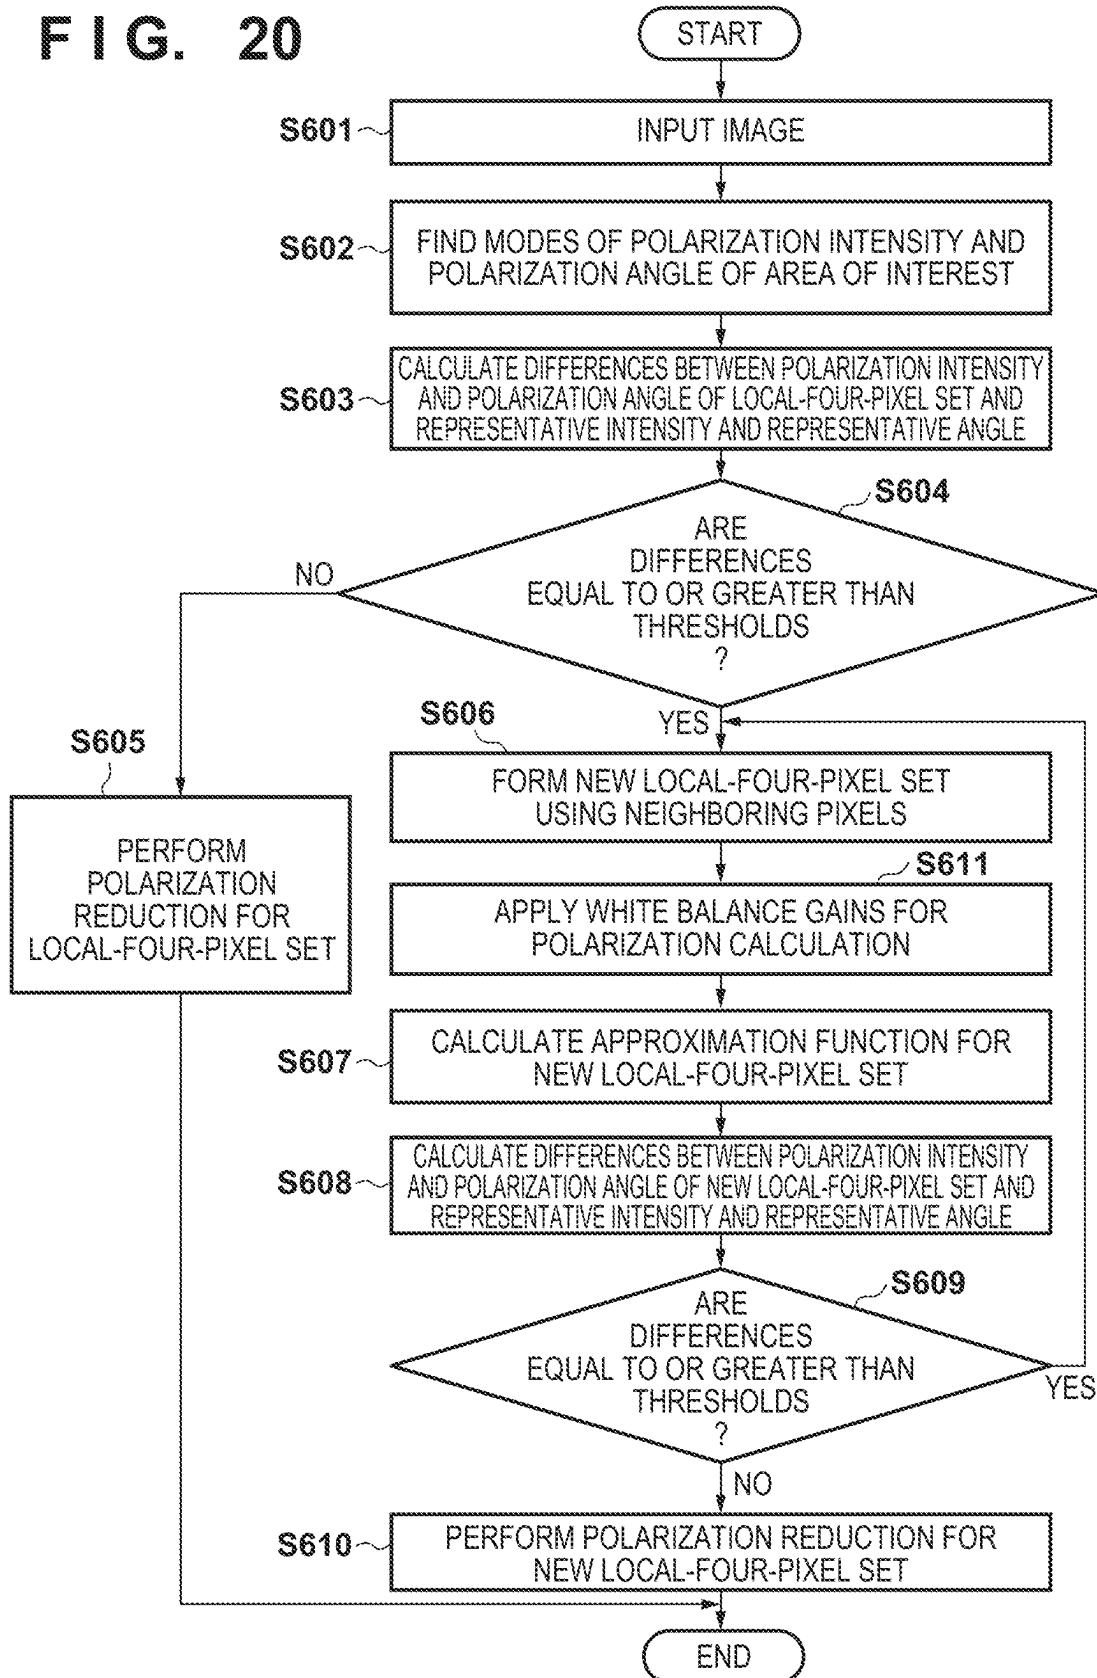 FIG. 20
START
S601
INPUT IMAGE
S602
FIND MODES OF POLARIZATION INTENSITY AND
POLARIZATION ANGLE OF AREA OF INTEREST
S603
CALCULATE DIFFERENCES BETWEEN POLARIZATION INTENSITY
AND POLARIZATION ANGLE OF LOCAL-FOUR-PIXEL SET AND
REPRESENTATIVE INTENSITY AND REPRESENTATIVE ANGLE
S604
ARE
DIFFERENCES
EQUAL TO OR GREATER THAN
THRESHOLDS
?
NO
YES
S605
PERFORM
POLARIZATION
REDUCTION FOR
LOCAL-FOUR-PIXEL SET
S606
FORM NEW LOCAL-FOUR-PIXEL SET
USING NEIGHBORING PIXELS
S611
APPLY WHITE BALANCE GAINS FOR
POLARIZATION CALCULATION
S607
CALCULATE APPROXIMATION FUNCTION FOR
NEW LOCAL-FOUR-PIXEL SET
S608
CALCULATE DIFFERENCES BETWEEN POLARIZATION INTENSITY
AND POLARIZATION ANGLE OF NEW LOCAL-FOUR-PIXEL SET AND
REPRESENTATIVE INTENSITY AND REPRESENTATIVE ANGLE
S609
ARE
DIFFERENCES
EQUAL TO OR GREATER THAN
THRESHOLDS
?
YES
NO
S610
PERFORM POLARIZATION REDUCTION FOR
NEW LOCAL-FOUR-PIXEL SET
END